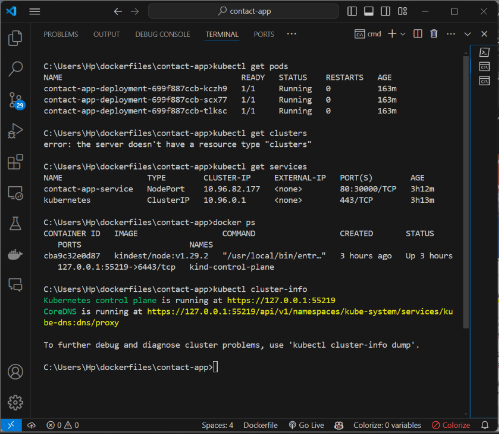 contact-app
PROBLEMS OUTPUT DEBUG CONSOLE TERMINAL PORTS ... cmd
C:\Users\Hp\dockerfiles\contact-app>kubectl get pods
NAME READY STATUS RESTARTS AGE
contact-app-deployment-699f887ccb-kczh9 1/1 Running 0 163m
contact-app-deployment-699f887ccb-scx77 1/1 Running 0 163m
contact-app-deployment-699f887ccb-tlksc 1/1 Running 0 163m
C:\Users\Hp\dockerfiles\contact-app>kubectl get clusters
error: the server doesn't have a resource type "clusters"
C:\Users\Hp\dockerfiles\contact-app>kubectl get services
NAME TYPE CLUSTER-IP EXTERNAL-IP PORT(S) AGE
contact-app-service NodePort 10.96.82.177 <none> 80:30000/TCP 3h12m
kubernetes ClusterIP 10.96.0.1 <none> 443/TCP 3h13m
C:\Users\Hp\dockerfiles\contact-app>docker ps
CONTAINER ID IMAGE COMMAND CREATED STATUS
PORTS NAMES
cba9c32e0d87 kindest/node:v1.29.2 "/usr/local/bin/entr…" 3 hours ago Up 3 hours
127.0.0.1:55219->6443/tcp kind-control-plane
C:\Users\Hp\dockerfiles\contact-app>kubectl cluster-info
Kubernetes control plane is running at https://127.0.0.1:55219
CoreDNS is running at https://127.0.0.1:55219/api/v1/namespaces/kube-system/services/ku
be-dns:dns/proxy
To further debug and diagnose cluster problems, use 'kubectl cluster-info dump'.
C:\Users\Hp\dockerfiles\contact-app>
29
0 0 0 Spaces: 4 Dockerfile Go Live Colorize: 0 variables Colorize